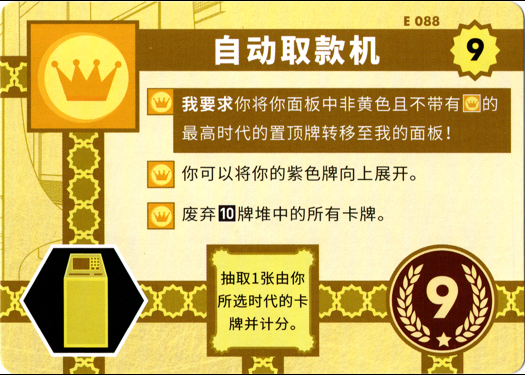 E 088
自动取款机
9
我要求你将你面板中非黄色且不带有的
最高时代的置顶牌转移至我的面板！
你可以将你的紫色牌向上展开。
废弃10牌堆中的所有卡牌。
抽取1张由你
所选时代的卡
牌并计分。
9